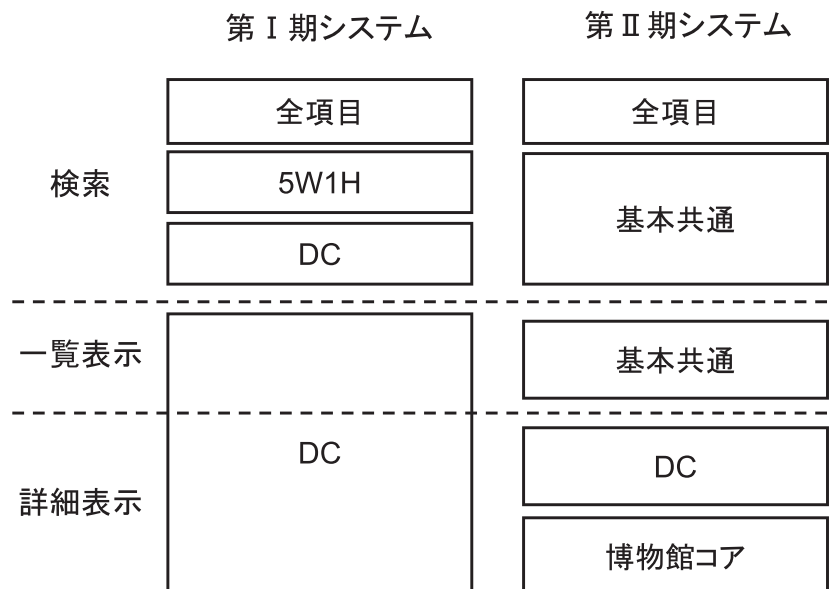 第Ⅰ期システム
第Ⅱ期システム
検索
全項目
5W1H
DC
全項目
基本共通
一覧表示
基本共通
詳細表示
DC
DC
博物館コア